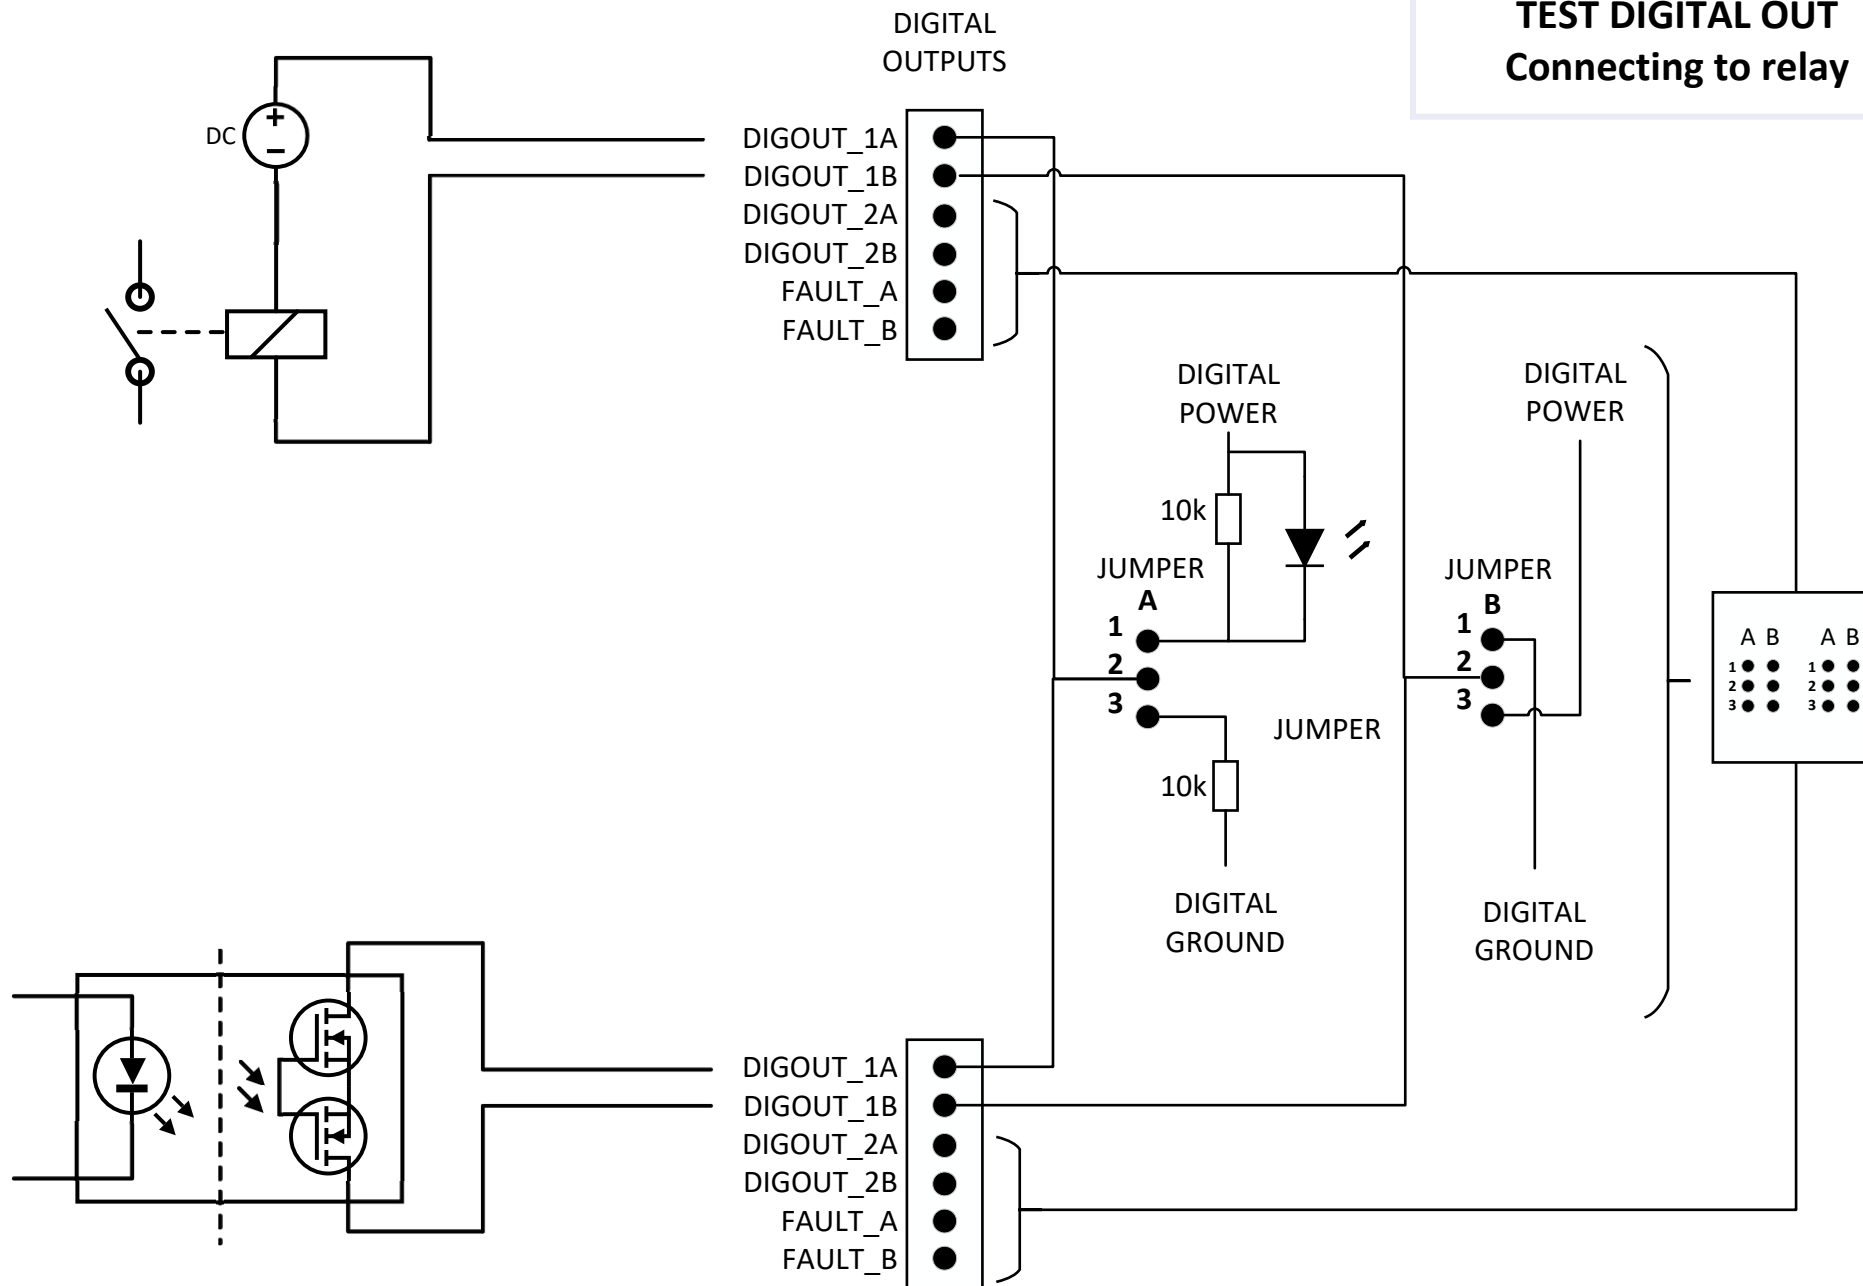 TEST DIGITAL OUT
Connecting to relay
DIGITAL
OUTPUTS
DC
+
−
DIGOUT_1A
DIGOUT_1B
DIGOUT_2A
DIGOUT_2B
FAULT_A
FAULT_B
DIGITAL
POWER
DIGITAL
POWER
10k
JUMPER
A
1
2
3
JUMPER
B
1
2
3
JUMPER
10k
DIGITAL
GROUND
DIGITAL
GROUND
A B A B
1 1
2 2
3 3
DIGOUT_1A
DIGOUT_1B
DIGOUT_2A
DIGOUT_2B
FAULT_A
FAULT_B